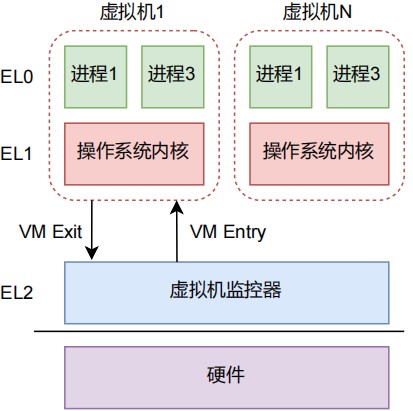 虚拟机1 虚拟机N
EL0 进程1 进程3 进程1 进程3
EL1 操作系统内核 操作系统内核
VM Exit VM Entry
EL2 虚拟机监控器
硬件